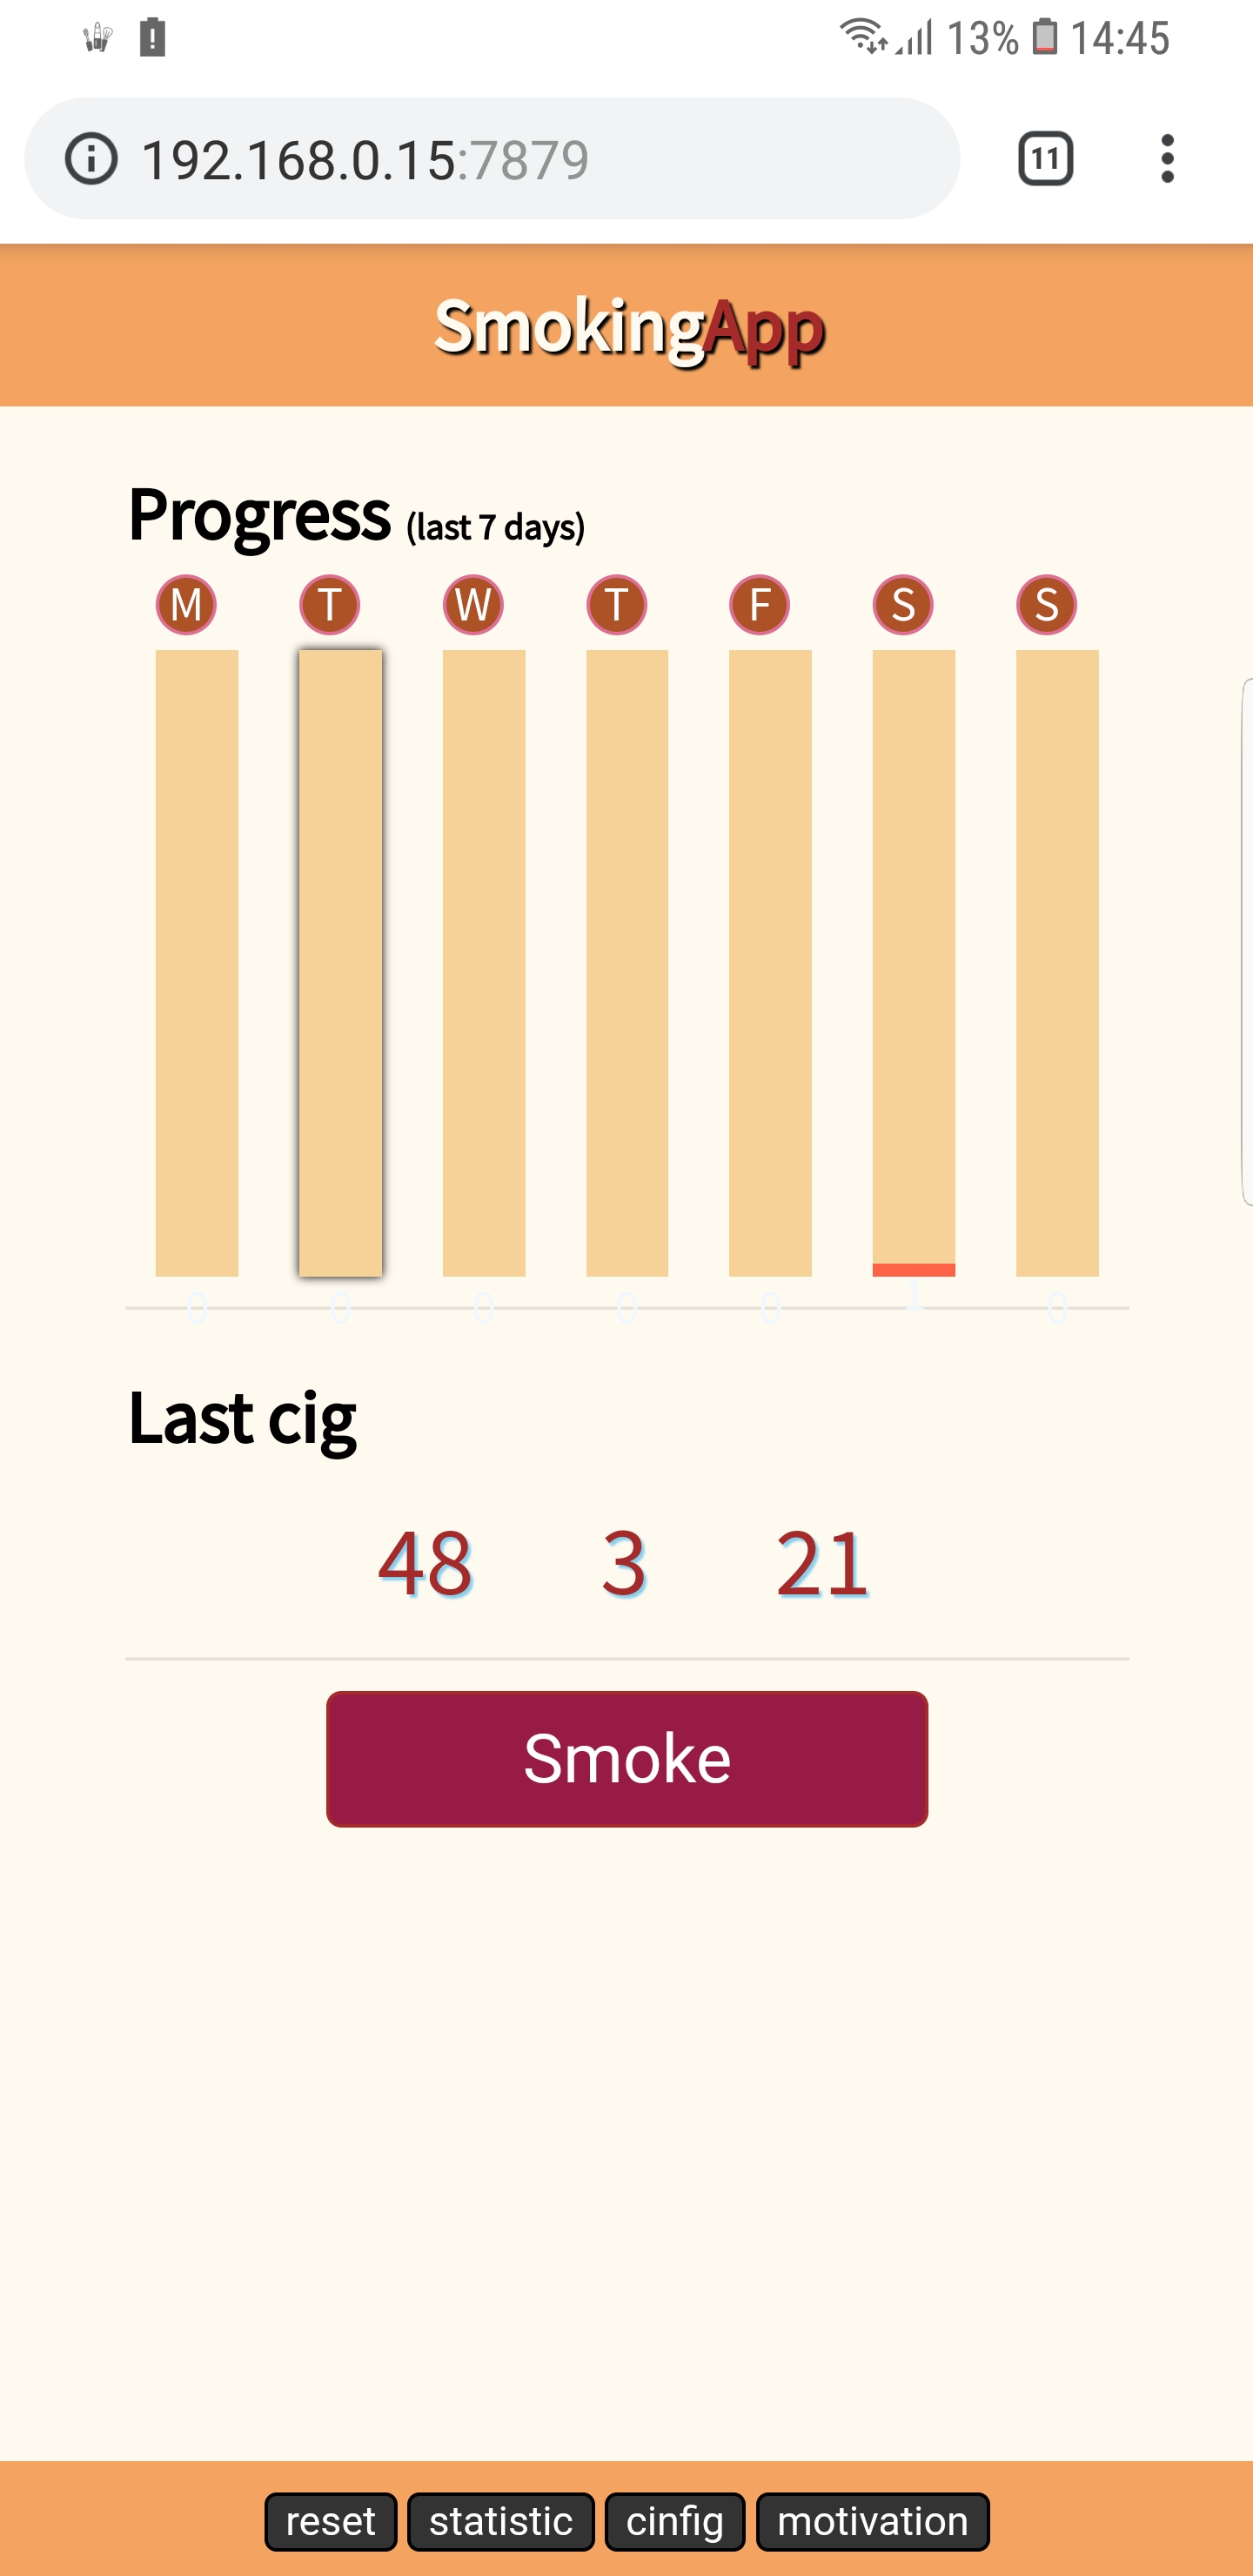 13% 14:45
192.168.0.15:7879 11
SmokingApp
Progress (last 7 days)
M T W T F S S
0 0 0 0 0 1 0
Last cig
48 3 21
Smoke
reset statistic cinfig motivation